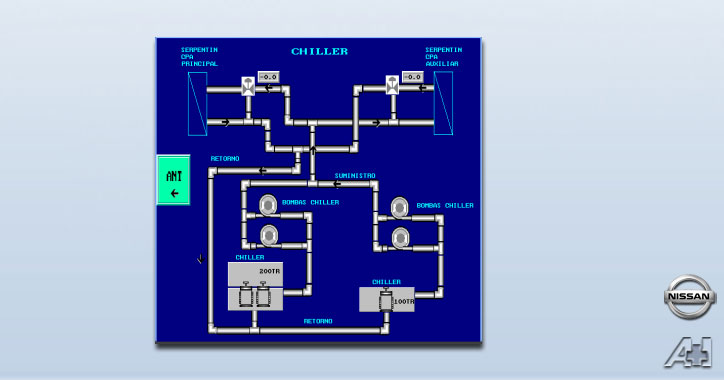 SERPENTIN
CPA
PRINCIPAL
CHILLER
SERPENTIN
CPA
AUXILIAR
-0.0
-0.0
RETORNO
ANT
SUMINISTRO
BOMBAS CHILLER
BOMBAS CHILLER
CHILLER
200TR
CHILLER
100TR
RETORNO
NISSAN